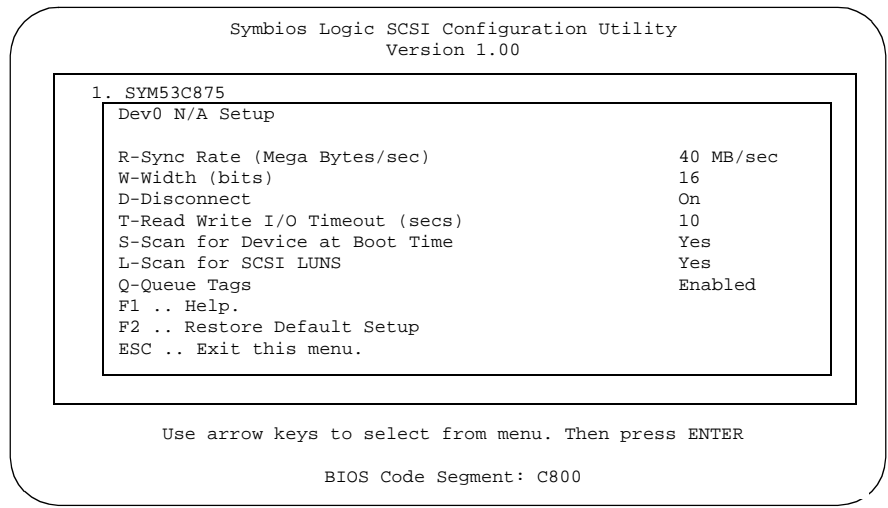 Symbios Logic SCSI Configuration Utility
Version 1.00
1. SYM53C875
Dev0 N/A Setup
R-Sync Rate (Mega Bytes/sec) 40 MB/sec
W-Width (bits) 16
D-Disconnect On
T-Read Write I/O Timeout (secs) 10
S-Scan for Device at Boot Time Yes
L-Scan for SCSI LUNS Yes
Q-Queue Tags Enabled
F1 .. Help.
F2 .. Restore Default Setup
ESC .. Exit this menu.
Use arrow keys to select from menu. Then press ENTER
BIOS Code Segment: C800